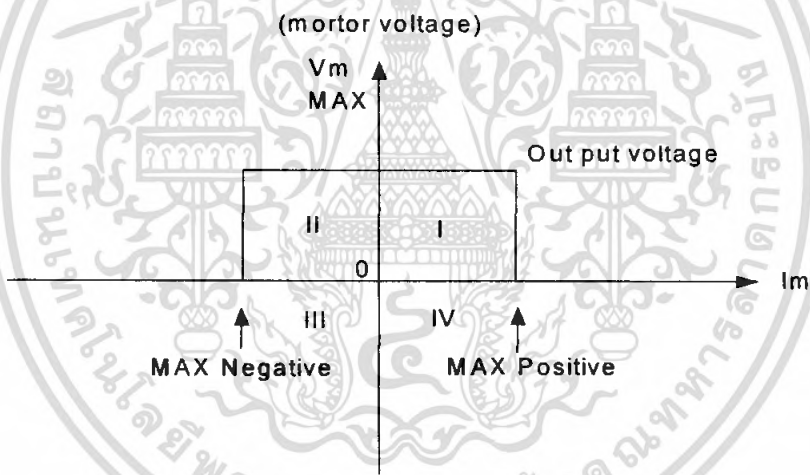 (mortor voltage)
Vm
MAX
Out put voltage
II
I
0
Im
III
IV
MAX Negative
MAX Positive